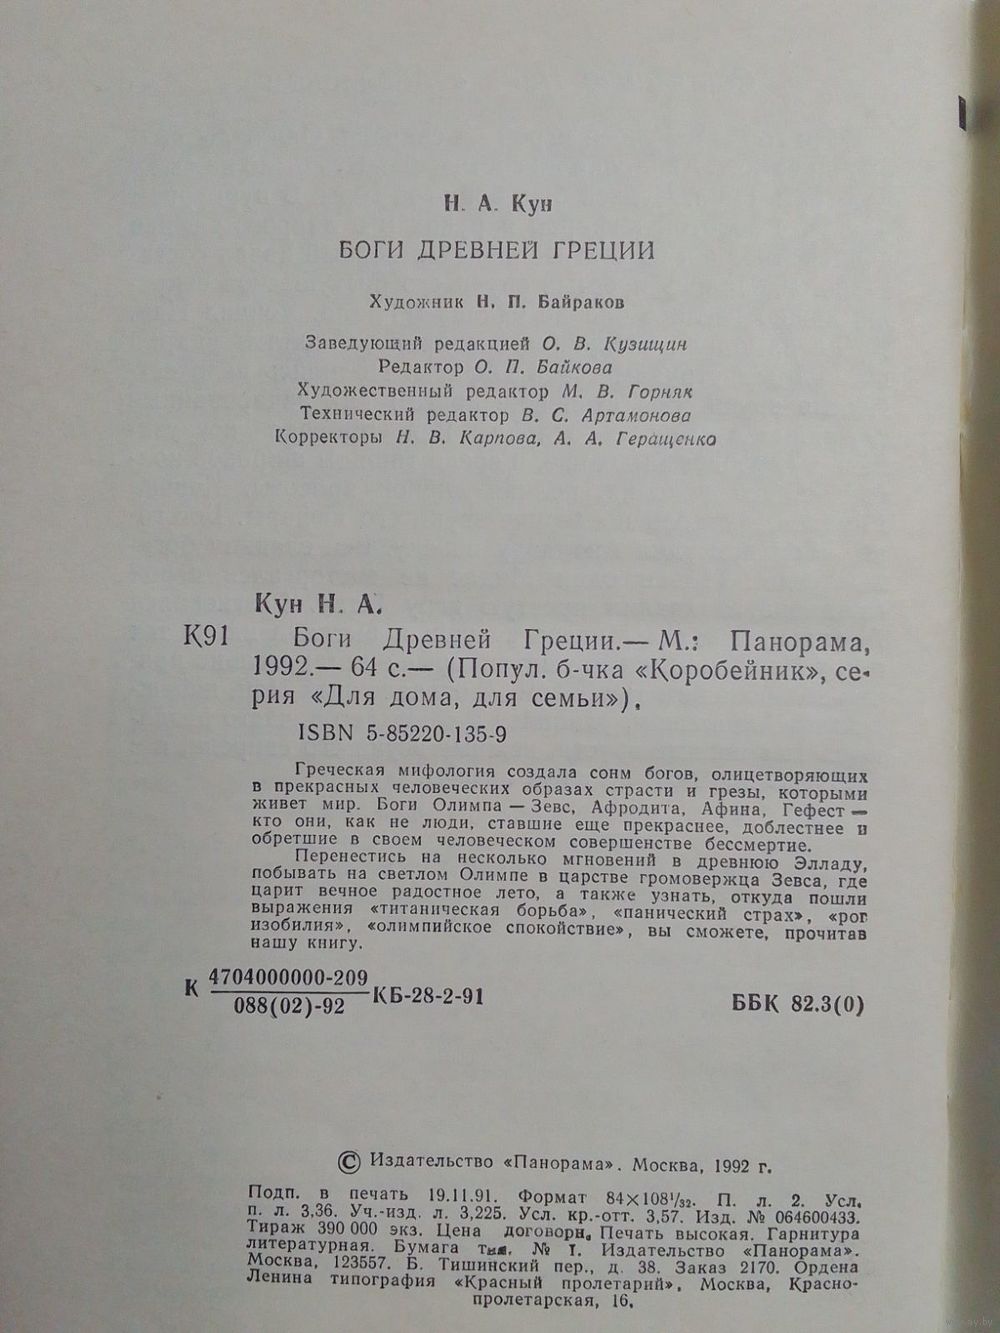 Н. А. Кун
БОГИ ДРЕВНЕЙ ГРЕЦИИ
Художник Н. П. Байраков
Заведующий редакцией О. В. Кузищин
Редактор О. П. Байкова
Художественный редактор М. В. Горняк
Технический редактор В. С. Артамонова
Корректоры Н. В. Карпова, А. А. Геращенко
Кун Н. А.
К91 Боги Древней Греции.— М.: Панорама,
1992.— 64 с.— (Попул. б-чка «Коробейник», се-
рия «Для дома, для семьи»).
ISBN 5-85220-135-9
Греческая мифология создала сонм богов, олицетворяющих
в прекрасных человеческих образах страсти и грезы, которыми
живет мир. Боги Олимпа — Зевс, Афродита, Афина, Гефест —
кто они, как не люди, ставшие еще прекраснее, доблестнее и
обретшие в своем человеческом совершенстве бессмертие.
Перенестись на несколько мгновений в древнюю Элладу,
побывать на светлом Олимпе в царстве громовержца Зевса, где
царит вечное радостное лето, а также узнать, откуда пошли
выражения «титаническая борьба», «панический страх», «рог
изобилия», «олимпийское спокойствие», вы сможете, прочитав
нашу книгу.
К 4704000000-209
088(02)-92 КБ-28-2-91
ББК 82.3(0)
© Издательство «Панорама». Москва, 1992 г.
Подп. в печать 19.11.91. Формат 84×108¹/₃₂. П. л. 2. Усл.
п. л. 3,36. Уч.-изд. л. 3,225. Усл. кр.-отт. 3,57. Изд. № 064600433.
Тираж 390 000 экз. Цена договорн. Печать высокая. Гарнитура
литературная. Бумага тип. № 1. Издательство «Панорама».
Москва, 123557. Б. Тишинский пер., д. 38. Заказ 2170. Ордена
Ленина типография «Красный пролетарий», Москва, Красно-
пролетарская, 16.